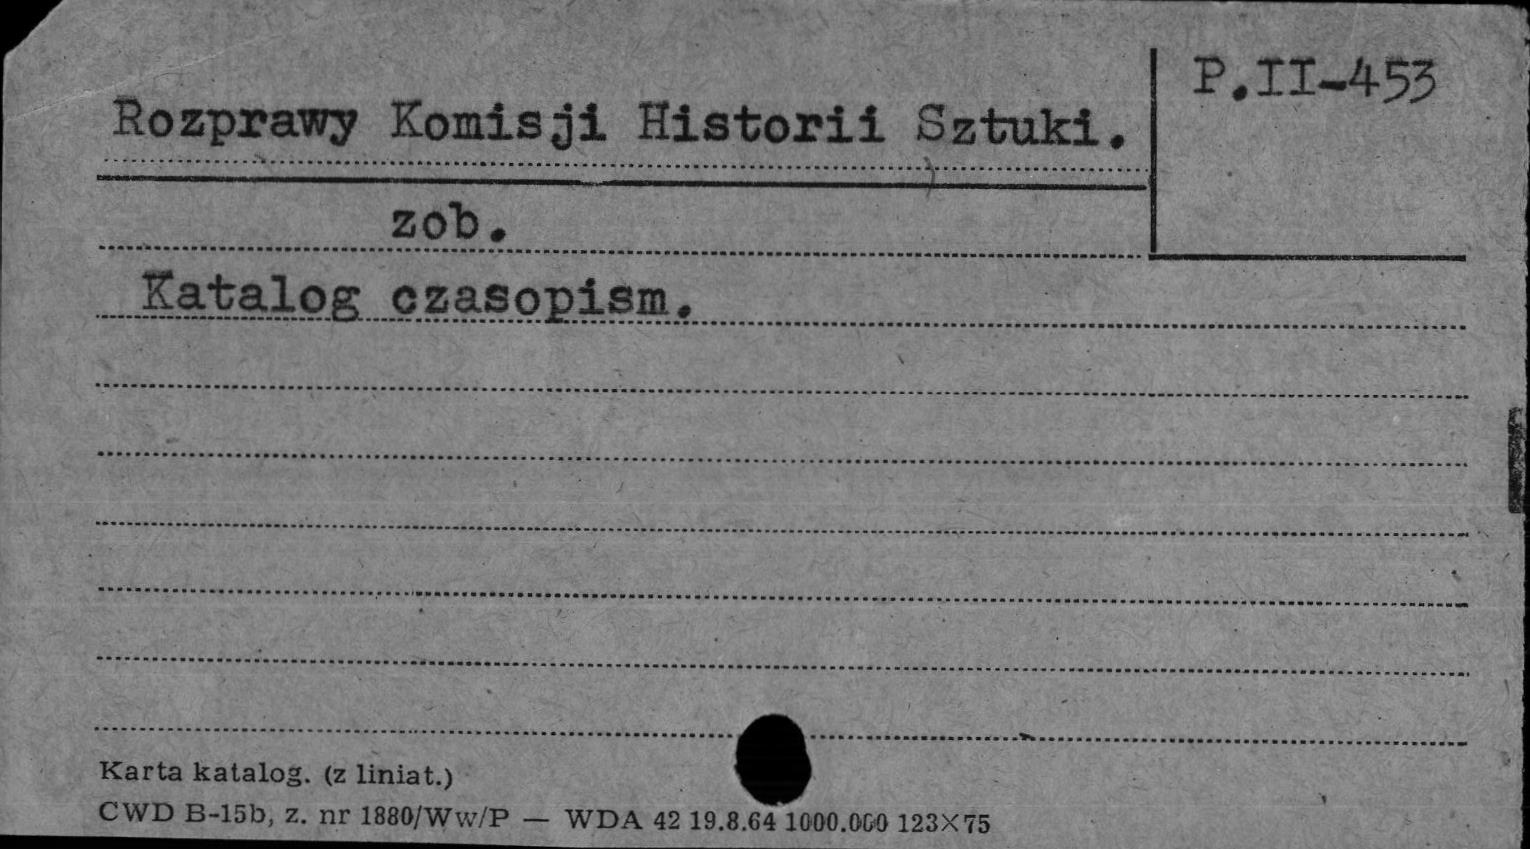 P.II-453
Rozprawy Komisji Historii Sztuki.
zob.
Katalog czasopism.
Karta katalog. (z liniat.)
CWD B-15b, z. nr 1880/Ww/P — WDA 42 19.8.64 1000.000 123×75